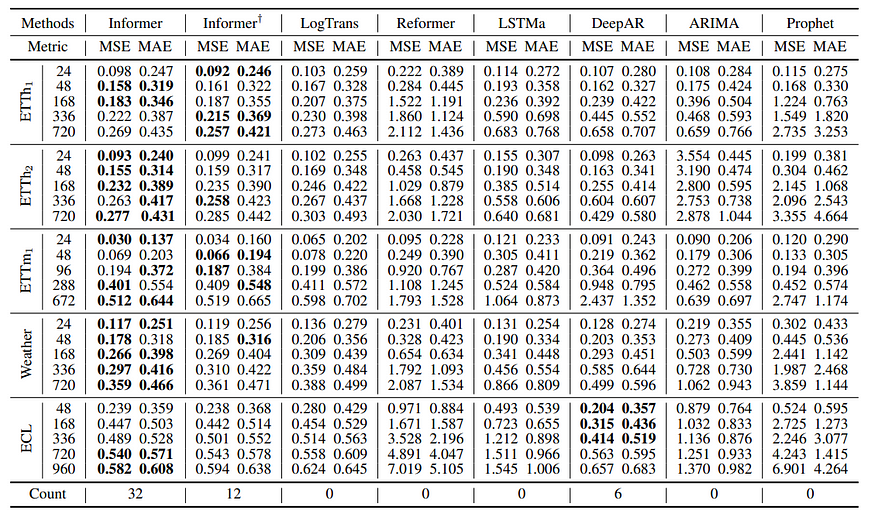 Methods Informer Informer† LogTrans Reformer LSTMa DeepAR ARIMA Prophet
Metric MSE MAE MSE MAE MSE MAE MSE MAE MSE MAE MSE MAE MSE MAE MSE MAE
ETTh1
24 0.098 0.247 0.092 0.246 0.103 0.259 0.222 0.389 0.114 0.272 0.107 0.280 0.108 0.284 0.115 0.275
48 0.158 0.319 0.161 0.322 0.167 0.328 0.284 0.445 0.193 0.358 0.162 0.327 0.175 0.424 0.168 0.330
168 0.183 0.346 0.187 0.355 0.207 0.375 1.522 1.191 0.236 0.392 0.239 0.422 0.396 0.504 1.224 0.763
336 0.222 0.387 0.215 0.369 0.230 0.398 1.860 1.124 0.590 0.698 0.445 0.552 0.468 0.593 1.549 1.820
720 0.269 0.435 0.257 0.421 0.273 0.463 2.112 1.436 0.683 0.768 0.658 0.707 0.659 0.766 2.735 3.253
ETTh2
24 0.093 0.240 0.099 0.241 0.102 0.255 0.263 0.437 0.155 0.307 0.098 0.263 3.554 0.445 0.199 0.381
48 0.155 0.314 0.159 0.317 0.169 0.348 0.458 0.545 0.190 0.348 0.163 0.341 3.190 0.474 0.304 0.462
168 0.232 0.389 0.235 0.390 0.246 0.422 1.029 0.879 0.385 0.514 0.255 0.414 2.800 0.595 2.145 1.068
336 0.263 0.417 0.258 0.423 0.267 0.437 1.668 1.228 0.558 0.606 0.604 0.607 2.753 0.738 2.096 2.543
720 0.277 0.431 0.285 0.442 0.303 0.493 2.030 1.721 0.640 0.681 0.429 0.580 2.878 1.044 3.355 4.664
ETTm1
24 0.030 0.137 0.034 0.160 0.065 0.202 0.095 0.228 0.121 0.233 0.091 0.243 0.090 0.206 0.120 0.290
48 0.069 0.203 0.066 0.194 0.078 0.220 0.249 0.390 0.305 0.411 0.219 0.362 0.179 0.306 0.133 0.305
96 0.194 0.372 0.187 0.384 0.199 0.386 0.920 0.767 0.287 0.420 0.364 0.496 0.272 0.399 0.194 0.396
288 0.401 0.554 0.409 0.548 0.411 0.572 1.108 1.245 0.524 0.584 0.948 0.795 0.462 0.558 0.452 0.574
672 0.512 0.644 0.519 0.665 0.598 0.702 1.793 1.528 1.064 0.873 2.437 1.352 0.639 0.697 2.747 1.174
Weather
24 0.117 0.251 0.119 0.256 0.136 0.279 0.231 0.401 0.131 0.254 0.128 0.274 0.219 0.355 0.302 0.433
48 0.178 0.318 0.185 0.316 0.206 0.356 0.328 0.423 0.190 0.334 0.203 0.353 0.273 0.409 0.445 0.536
168 0.266 0.398 0.269 0.404 0.309 0.439 0.654 0.634 0.341 0.448 0.293 0.451 0.503 0.599 2.441 1.142
336 0.297 0.416 0.310 0.422 0.359 0.484 1.792 1.093 0.456 0.554 0.585 0.644 0.728 0.730 1.987 2.468
720 0.359 0.466 0.361 0.471 0.388 0.499 2.087 1.534 0.866 0.809 0.499 0.596 1.062 0.943 3.859 1.144
ECL
48 0.239 0.359 0.238 0.368 0.280 0.429 0.971 0.884 0.493 0.539 0.204 0.357 0.879 0.764 0.524 0.595
168 0.447 0.503 0.442 0.514 0.454 0.529 1.671 1.587 0.723 0.655 0.315 0.436 1.032 0.833 2.725 1.273
336 0.489 0.528 0.501 0.552 0.514 0.563 3.528 2.196 1.212 0.898 0.414 0.519 1.136 0.876 2.246 3.077
720 0.540 0.571 0.543 0.578 0.558 0.609 4.891 4.047 1.511 0.966 0.563 0.595 1.251 0.933 4.243 1.415
960 0.582 0.608 0.594 0.638 0.624 0.645 7.019 5.105 1.545 1.006 0.657 0.683 1.370 0.982 6.901 4.264
Count 32 12 0 0 0 6 0 0